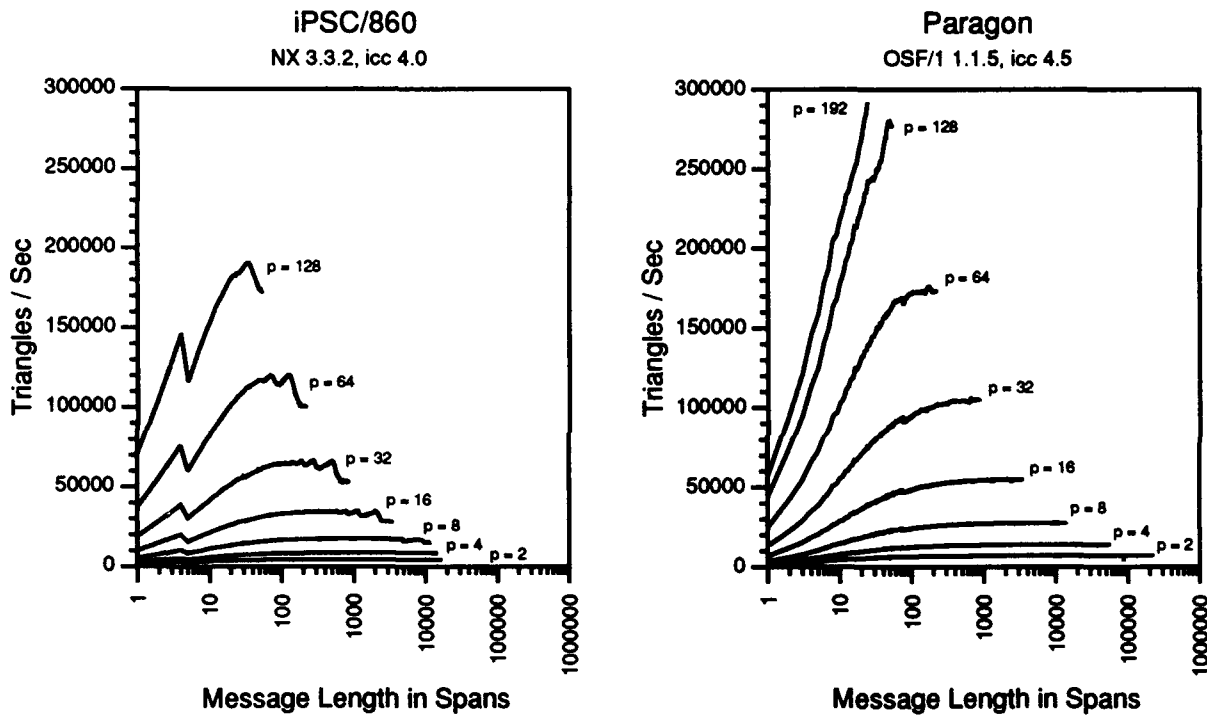 iPSC/860
NX 3.3.2, icc 4.0
Triangles / Sec
300000
250000
200000
150000
100000
50000
0
p = 128
p = 64
p = 32
p = 16
p = 8
p = 4
p = 2
1
10
100
1000
10000
100000
1000000
Message Length in Spans
Paragon
OSF/1 1.1.5, icc 4.5
Triangles / Sec
300000
250000
200000
150000
100000
50000
0
p = 192
p = 128
p = 64
p = 32
p = 16
p = 8
p = 4
p = 2
1
10
100
1000
10000
100000
1000000
Message Length in Spans